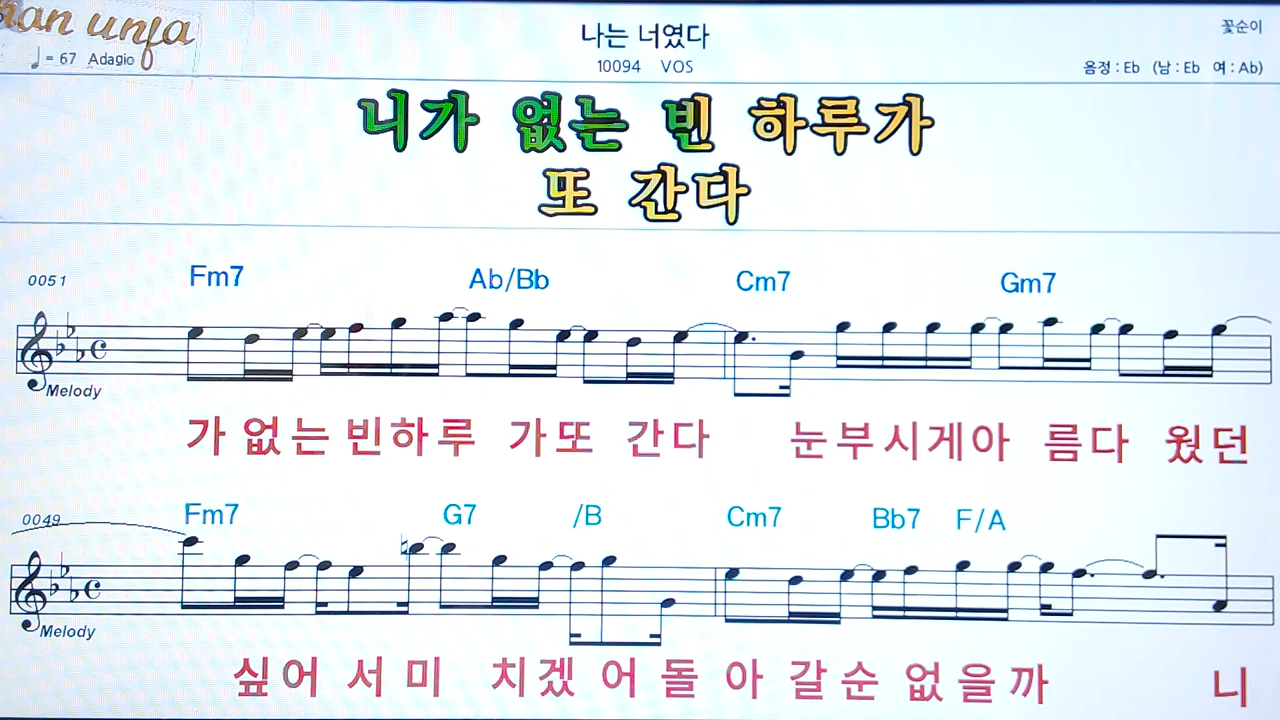 꽃순이
나는 너였다
♩= 67 Adagio
10094 VOS
음정 : Eb (남 : Eb 여 : Ab)
니가 없는 빈 하루가
또 간다
0051 Fm7 Ab/Bb Cm7 Gm7
Melody
가 없는 빈하루 가또 간다 눈부시게아 름다 웠던
0049 Fm7 G7 /B Cm7 Bb7 F/A
Melody
싶어 서 미 치겠 어 돌 아 갈 순 없을까 니